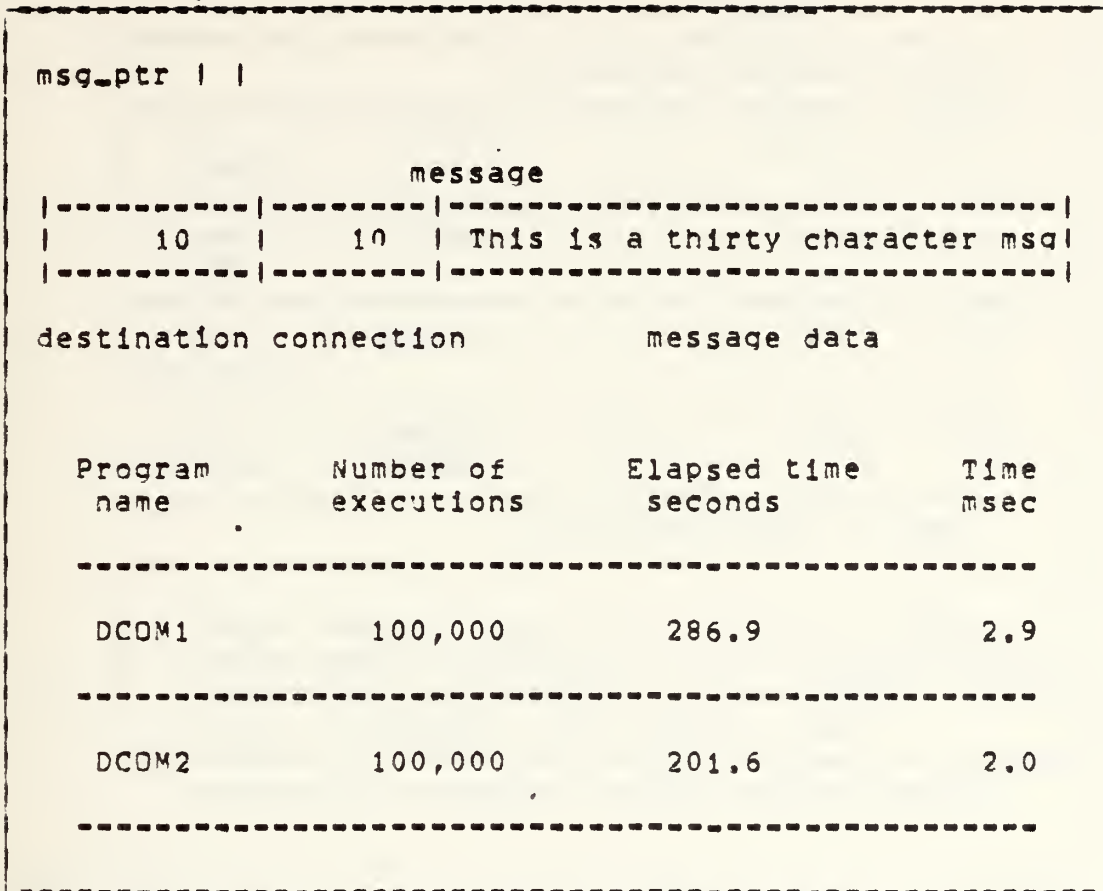 msg_ptr | |
message
|-----------|---------|--------------------------------|
| 10 | 10 | This is a thirty character msg|
|-----------|---------|--------------------------------|
destination connection message data
Program Number of Elapsed time Time
name executions seconds msec
DCOM1 100,000 286.9 2.9
DCOM2 100,000 201.6 2.0